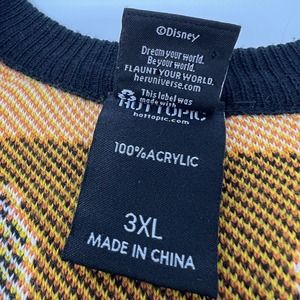 ©Disney
Dream your world.
Be your world.
FLAUNT YOUR WORLD.
heruniverse.com
This label was
made with
HOT TOPIC
hottopic.com
100% ACRYLIC
3XL
MADE IN CHINA